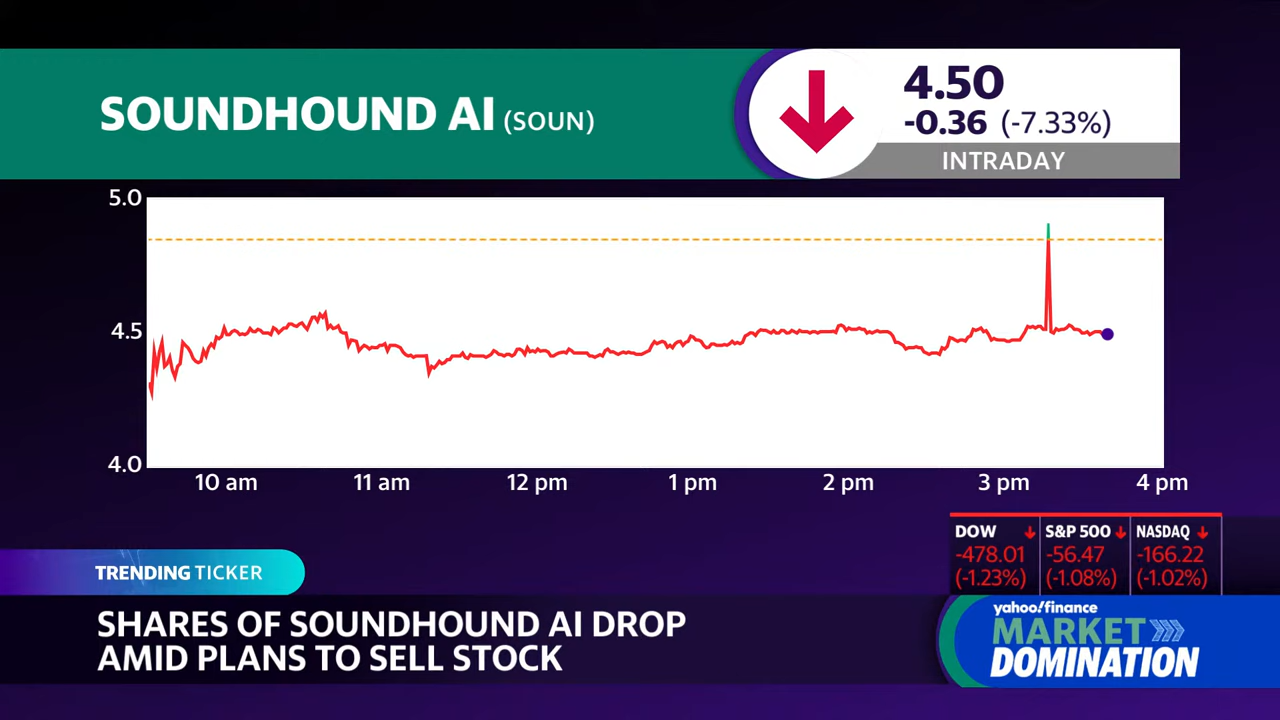 SOUNDHOUND AI (SOUN)
4.50
-0.36 (-7.33%)
INTRADAY
5.0
4.5
4.0
10 am 11 am 12 pm 1 pm 2 pm 3 pm 4 pm
DOW
-478.01
(-1.23%)
S&P 500
-56.47
(-1.08%)
NASDAQ
-166.22
(-1.02%)
TRENDING TICKER
SHARES OF SOUNDHOUND AI DROP
AMID PLANS TO SELL STOCK
yahoo!finance
MARKET
DOMINATION